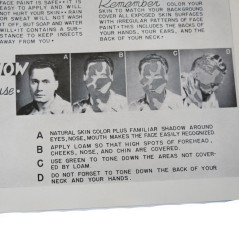 FACE PAINT IS SAFE • IT IS
EASY TO APPLY AND WILL
NOT HURT YOUR SKIN • RAIN
OR SWEAT WILL NOT WASH
IT OFF, BUT SOAP AND WATER
WILL • IT CONTAINS A SUB-
STANCE TO KEEP INSECTS
AWAY FROM YOU.
Remember COLOR YOUR
SKIN TO MATCH YOUR BACKGROUND
COVER ALL EXPOSED SKIN SURFACES
WITH IRREGULAR PATTERNS OF FACE
PAINT • THIS INCLUDES THE BACKS OF
YOUR HANDS, YOUR EARS, AND THE
BACK OF YOUR NECK.
A NATURAL SKIN COLOR PLUS FAMILIAR SHADOW AROUND
EYES, NOSE, MOUTH MAKES THE FACE EASILY RECOGNIZED.
B APPLY LOAM SO THAT HIGH SPOTS OF FOREHEAD,
CHEEKS, NOSE, AND CHIN ARE COVERED.
C USE GREEN TO TONE DOWN THE AREAS NOT COVER-
ED BY LOAM.
D DO NOT FORGET TO TONE DOWN THE BACK OF YOUR
NECK AND YOUR HANDS.